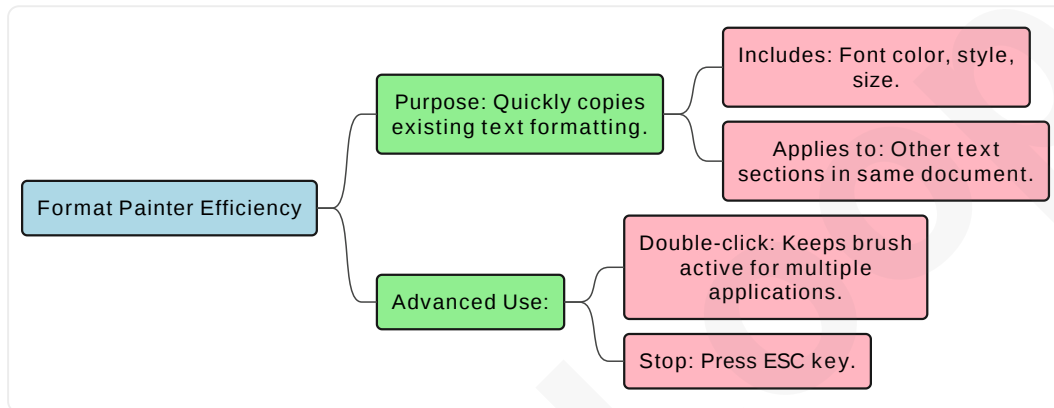 Format Painter Efficiency
Purpose: Quickly copies
existing text formatting.
Includes: Font color, style,
size.
Applies to: Other text
sections in same document.
Advanced Use:
Double-click: Keeps brush
active for multiple
applications.
Stop: Press ESC key.